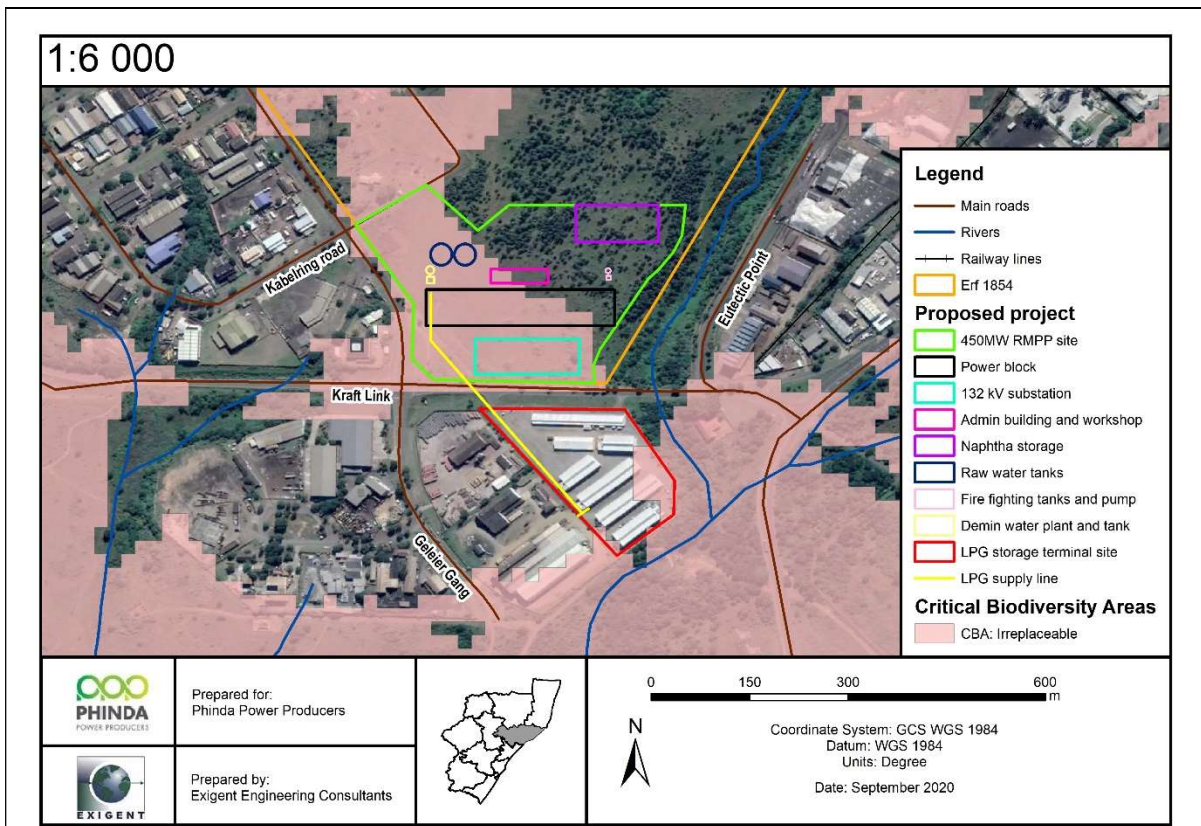 1:6 000
Kabelring road
Eutectic Point
Kraft Link
Geleier Gang
Legend
Main roads
Rivers
Railway lines
Erf 1854
Proposed project
450MW RMPP site
Power block
132 kV substation
Admin building and workshop
Naphtha storage
Raw water tanks
Fire fighting tanks and pump
Demin water plant and tank
LPG storage terminal site
LPG supply line
Critical Biodiversity Areas
CBA: Irreplaceable
PHINDA
POWER PRODUCERS
Prepared for:
Phinda Power Producers
EXIGENT
Prepared by:
Exigent Engineering Consultants
0 150 300 600
m
N
Coordinate System: GCS WGS 1984
Datum: WGS 1984
Units: Degree
Date: September 2020